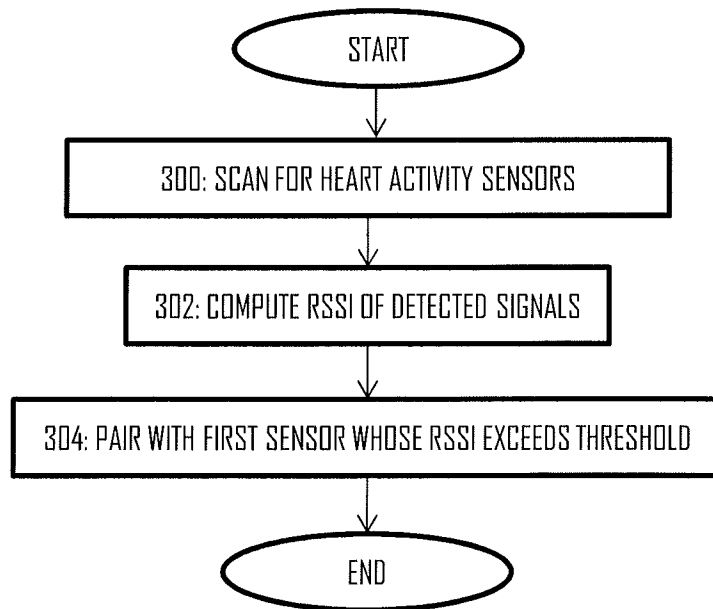 START
300: SCAN FOR HEART ACTIVITY SENSORS
302: COMPUTE RSSI OF DETECTED SIGNALS
304: PAIR WITH FIRST SENSOR WHOSE RSSI EXCEEDS THRESHOLD
END